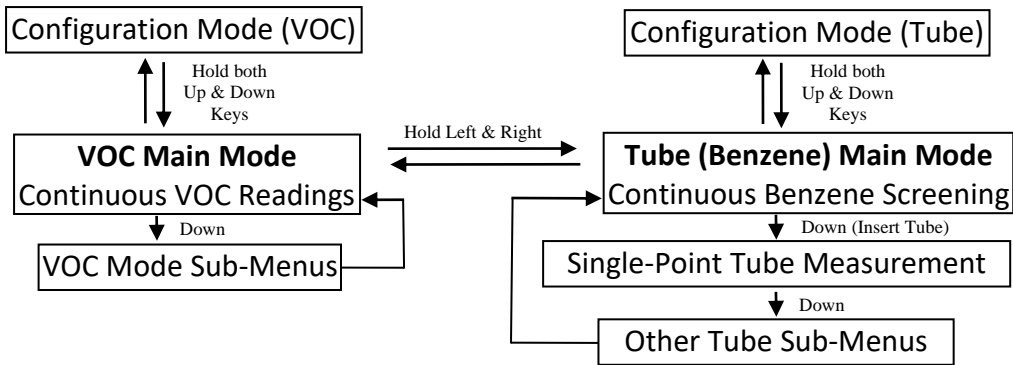 Configuration Mode (VOC)
Hold both
Up & Down
Keys
VOC Main Mode
Continuous VOC Readings
Down
VOC Mode Sub-Menus
Hold Left & Right
Configuration Mode (Tube)
Hold both
Up & Down
Keys
Tube (Benzene) Main Mode
Continuous Benzene Screening
Down (Insert Tube)
Single-Point Tube Measurement
Down
Other Tube Sub-Menus